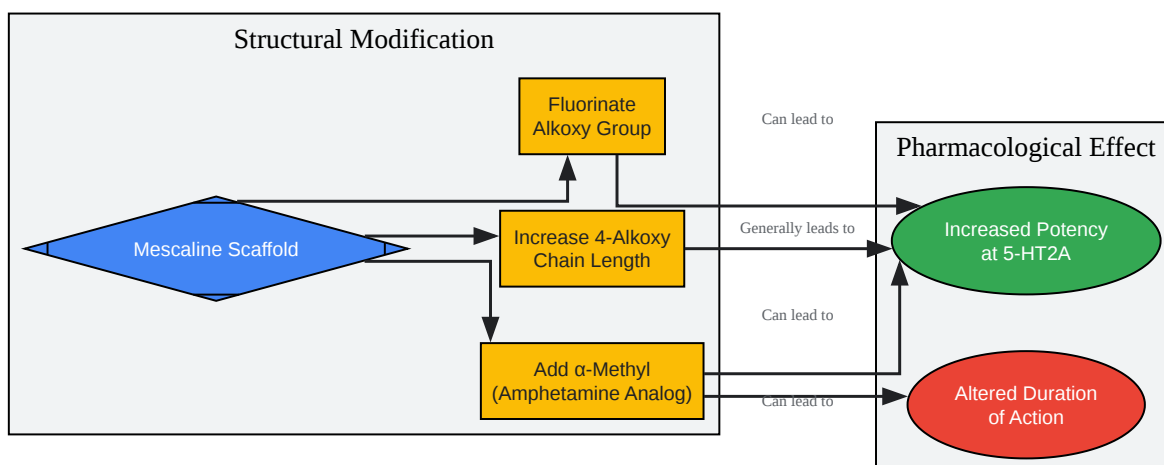 Structural Modification
Fluorinate
Alkoxy Group
Can lead to
Pharmacological Effect
Mescaline Scaffold
Increase 4-Alkoxy
Chain Length
Generally leads to
Increased Potency
at 5-HT2A
Can lead to
Add α-Methyl
(Amphetamine Analog)
Can lead to
Altered Duration
of Action